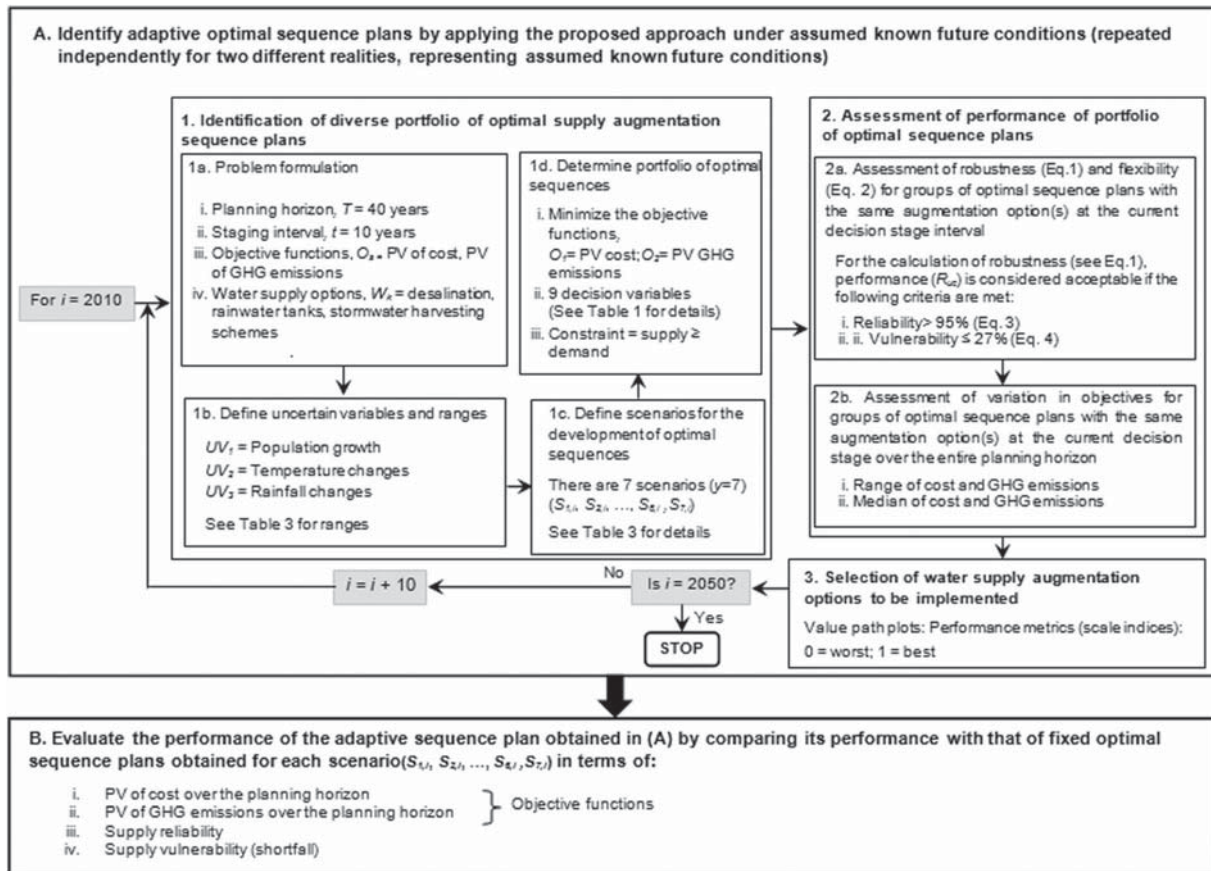 A. Identify adaptive optimal sequence plans by applying the proposed approach under assumed known future conditions (repeated
independently for two different realities, representing assumed known future conditions)
For i = 2010
1. Identification of diverse portfolio of optimal supply augmentation
sequence plans
1a. Problem formulation
i. Planning horizon, T = 40 years
ii. Staging interval, t = 10 years
iii. Objective functions, O PV of cost, PV
of GHG emissions
iv. Water supply options, Wₖ = desalination,
rainwater tanks, stormwater harvesting
schemes
1b. Define uncertain variables and ranges
UV₁ = Population growth
UV₂ = Temperature changes
UV₃ = Rainfall changes
See Table 3 for ranges
1c. Define scenarios for the
development of optimal
sequences
There are 7 scenarios (y=7)
(S₁,ᵢ, S₂,ᵢ, ..., S₆,ᵢ, S₇,ᵢ)
See Table 3 for details
1d. Determine portfolio of optimal
sequences
i. Minimize the objective
functions,
O₁= PV cost; O₂= PV GHG
emissions
ii. 9 decision variables
(See Table 1 for details)
iii. Constraint = supply ≥
demand
2. Assessment of performance of portfolio
of optimal sequence plans
2a. Assessment of robustness (Eq.1) and flexibility
(Eq. 2) for groups of optimal sequence plans with
the same augmentation option(s) at the current
decision stage interval
For the calculation of robustness (see Eq.1),
performance (R) is considered acceptable if the
following criteria are met:
i. Reliability> 95% (Eq. 3)
ii. ii. Vulnerability ≤ 27% (Eq. 4)
2b. Assessment of variation in objectives for
groups of optimal sequence plans with the same
augmentation option(s) at the current decision
stage over the entire planning horizon
i. Range of cost and GHG emissions
ii. Median of cost and GHG emissions
3. Selection of water supply augmentation
options to be implemented
Value path plots: Performance metrics (scale indices):
0 = worst; 1 = best
Is i = 2050?
No
i = i + 10
Yes
STOP
B. Evaluate the performance of the adaptive sequence plan obtained in (A) by comparing its performance with that of fixed optimal
sequence plans obtained for each scenario(S₁,ᵢ, S₂,ᵢ, ..., S₆,ᵢ, S₇,ᵢ) in terms of:
i. PV of cost over the planning horizon
ii. PV of GHG emissions over the planning horizon
Objective functions
iii. Supply reliability
iv. Supply vulnerability (shortfall)